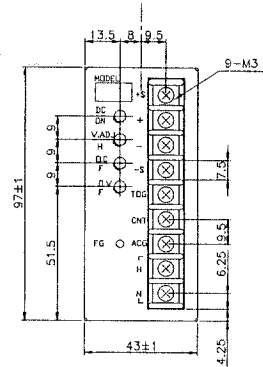 13.5 8 9.5
9-M3
MODEL
+S
DC
ON
+
V.ADJ
H
-
9
9
9
O.C
F
-S
7.5
TOG
O.V
F
97±1
51.5
CNT
9.5
FG
ACG
H
6.25
N
L
4.25
43±1